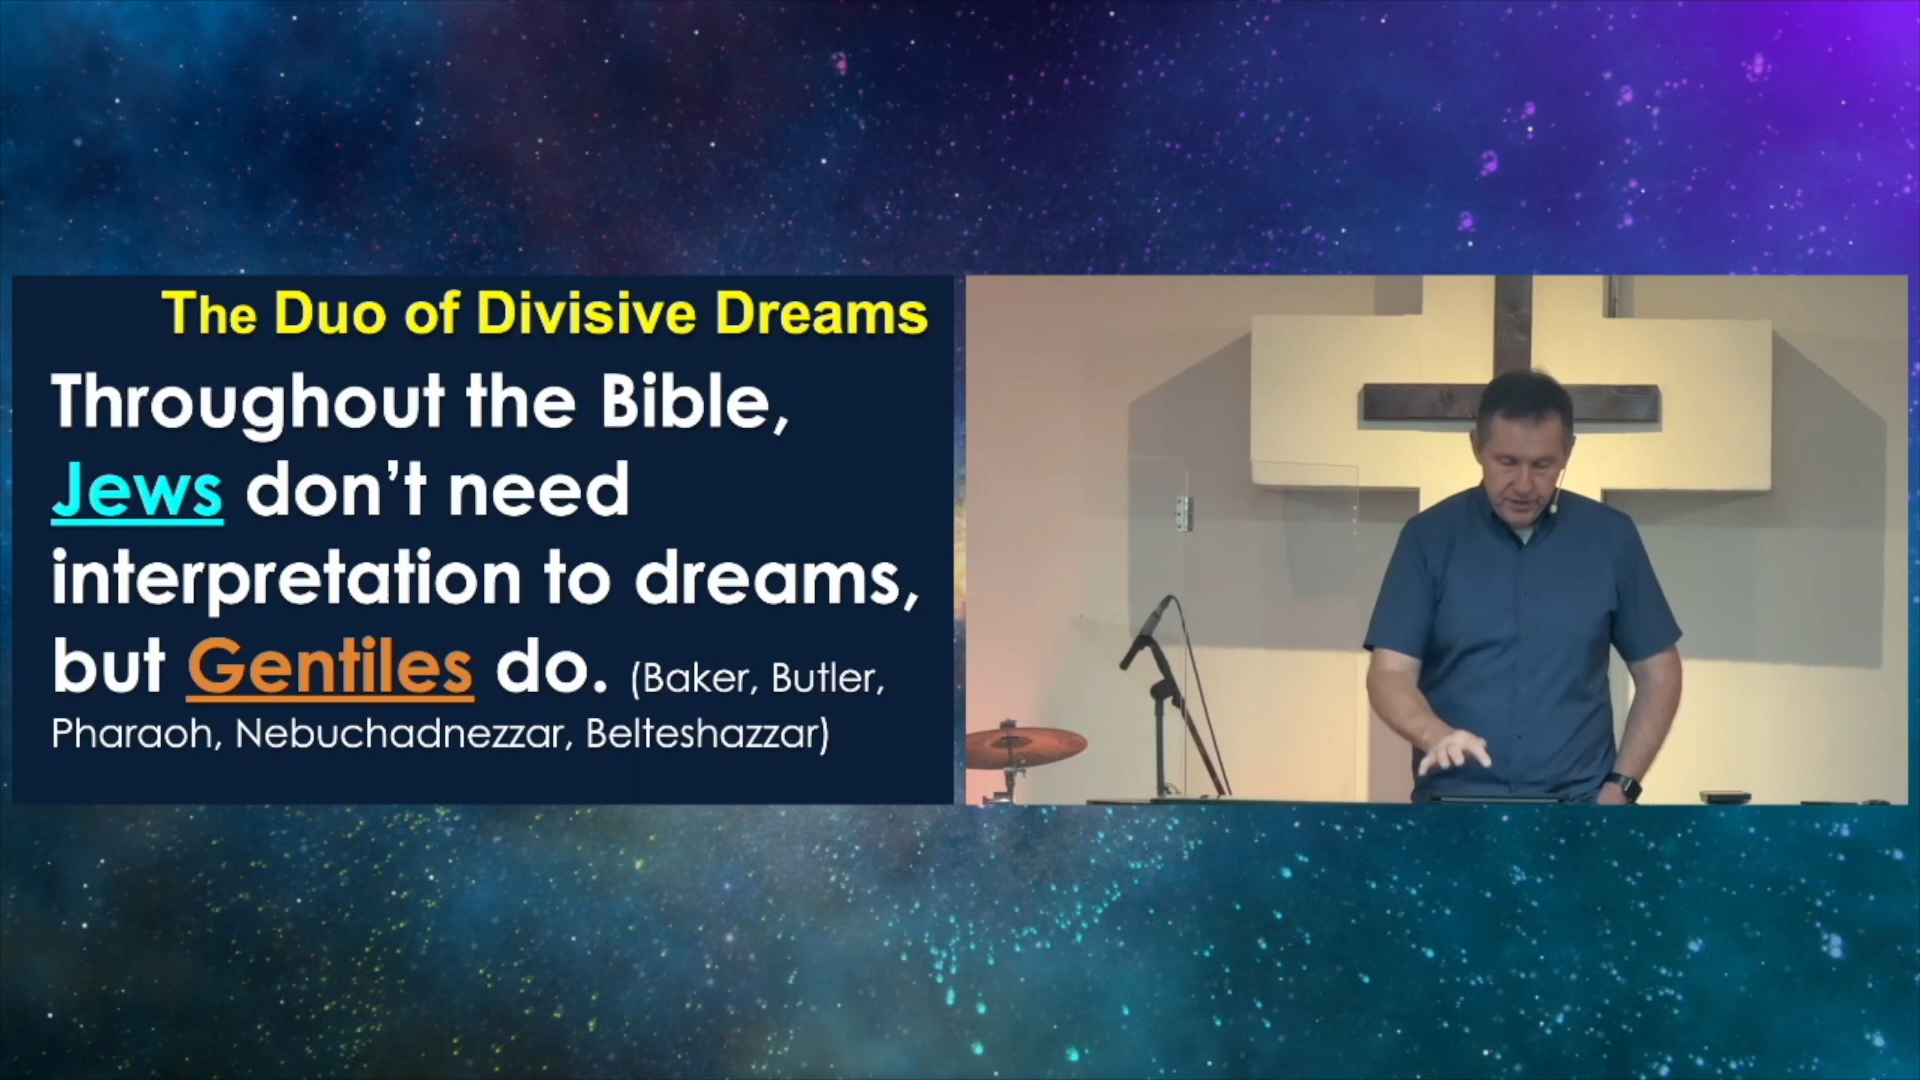 The Duo of Divisive Dreams
Throughout the Bible,
Jews don't need
interpretation to dreams,
but Gentiles do. (Baker, Butler,
Pharaoh, Nebuchadnezzar, Belteshazzar)